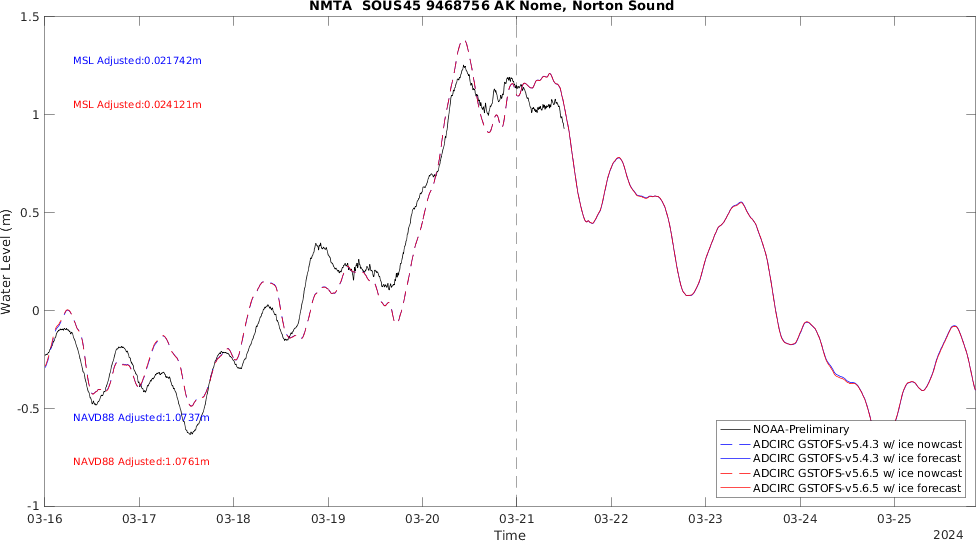 NMTA  SOUS45 9468756 AK Nome, Norton Sound
1.5
MSL Adjusted:0.021742m
MSL Adjusted:0.024121m
1
0.5
Water Level (m)
0
-0.5
NAVD88 Adjusted:1.0737m
NAVD88 Adjusted:1.0761m
NOAA-Preliminary
ADCIRC GSTOFS-v5.4.3 w/ ice nowcast
ADCIRC GSTOFS-v5.4.3 w/ ice forecast
ADCIRC GSTOFS-v5.6.5 w/ ice nowcast
ADCIRC GSTOFS-v5.6.5 w/ ice forecast
-1
03-16 03-17 03-18 03-19 03-20 03-21 03-22 03-23 03-24 03-25
Time
2024